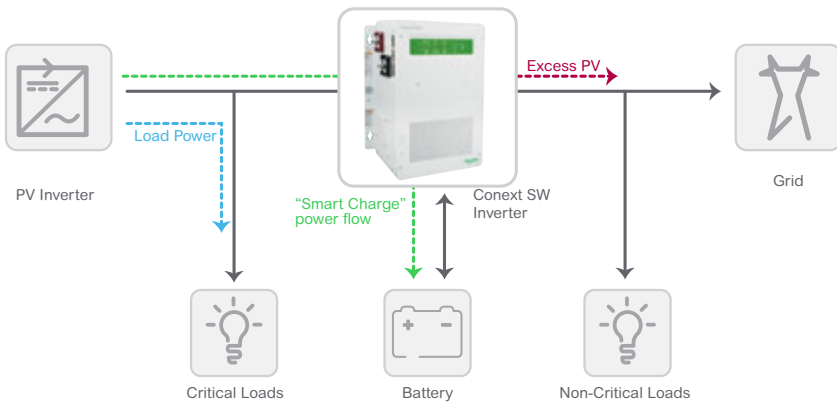 Excess PV
Load Power
PV Inverter
"Smart Charge"
power flow
Conext SW
Inverter
Grid
Critical Loads
Battery
Non-Critical Loads